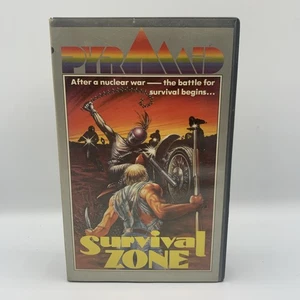 PYRAMID
After a nuclear war — the battle for
survival begins...
Survival
ZONE